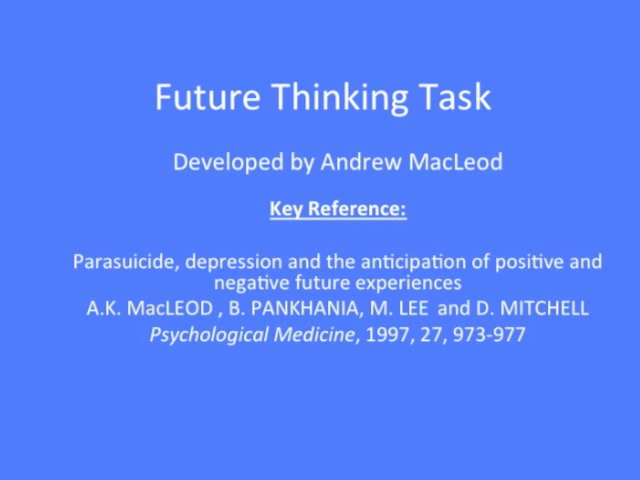 Future Thinking Task
Developed by Andrew MacLeod
Key Reference:
Parasuicide, depression and the anticipation of positive and
negative future experiences
A.K. MacLEOD , B. PANKHANIA, M. LEE and D. MITCHELL
Psychological Medicine, 1997, 27, 973-977